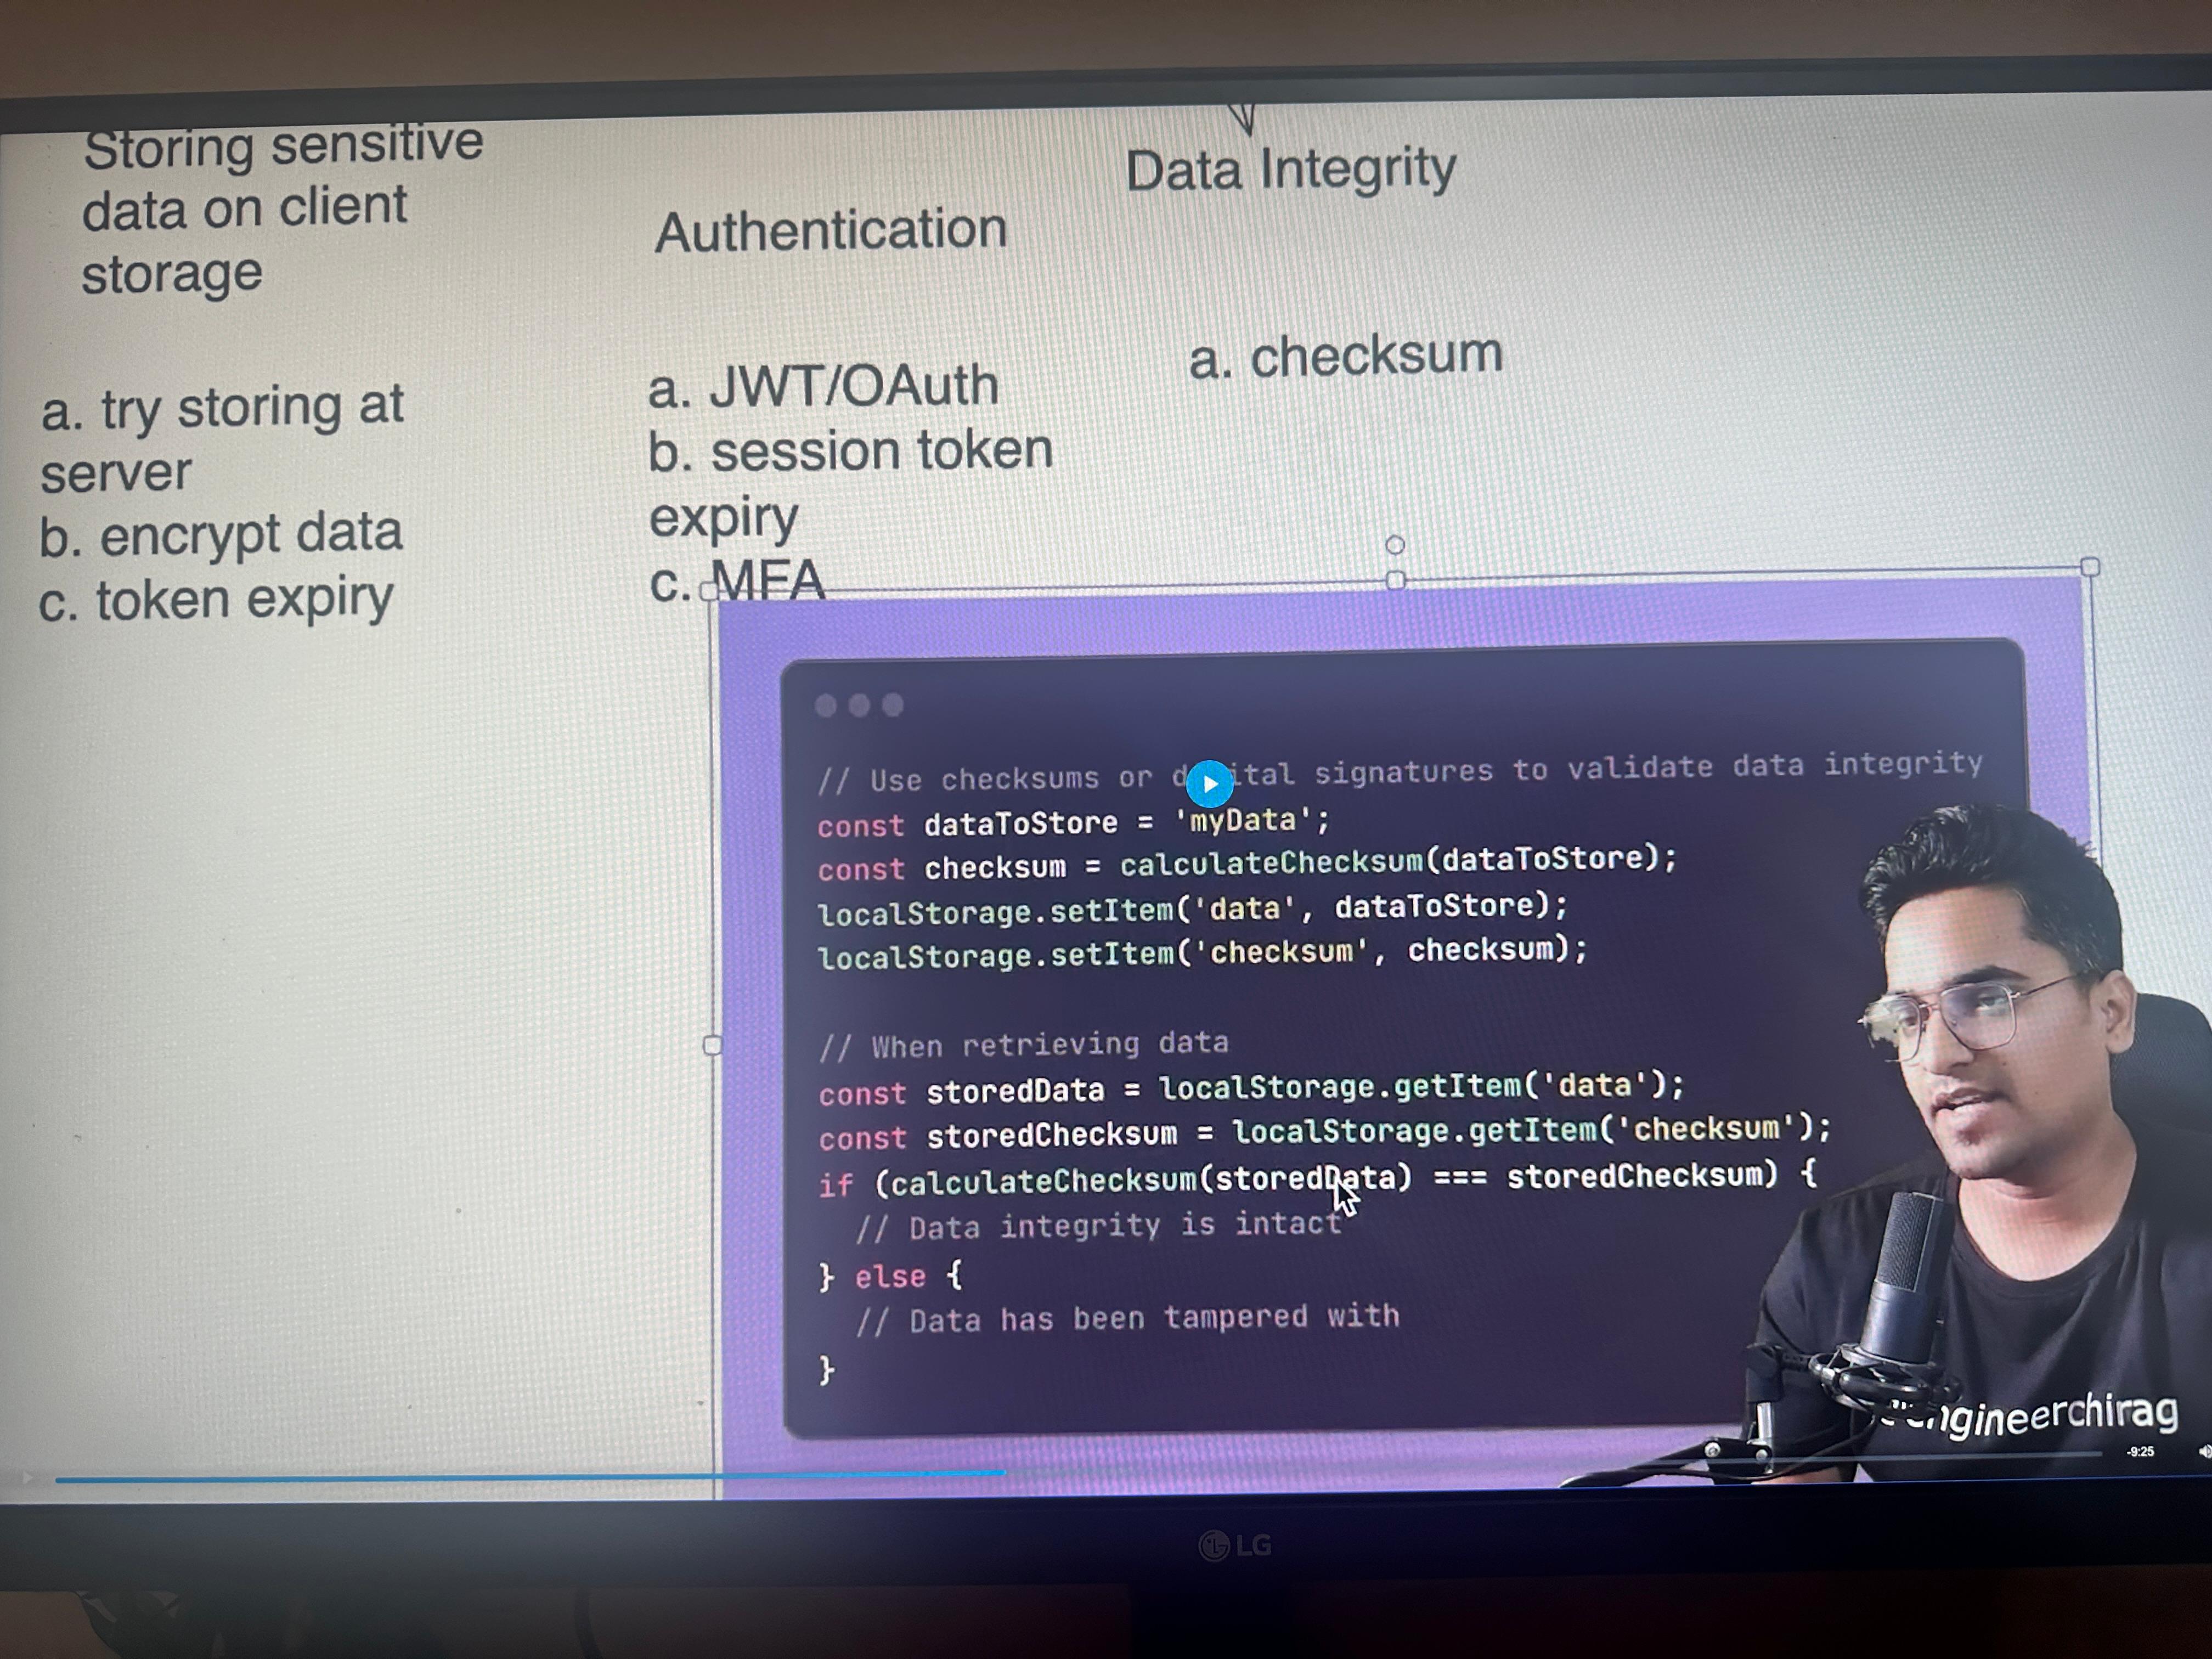 Storing sensitive
data on client
storage
a. try storing at
server
b. encrypt data
c. token expiry
Authentication
a. JWT/OAuth
b. session token
expiry
c. MFA
Data Integrity
a. checksum
// Use checksums or digital signatures to validate data integrity
const dataToStore = 'myData';
const checksum = calculateChecksum(dataToStore);
localStorage.setItem('data', dataToStore);
localStorage.setItem('checksum', checksum);
// When retrieving data
const storedData = localStorage.getItem('data');
const storedChecksum = localStorage.getItem('checksum');
if (calculateChecksum(storedData) === storedChecksum) {
// Data integrity is intact
} else {
// Data has been tampered with
}
engineerchirag
-9:25
LG